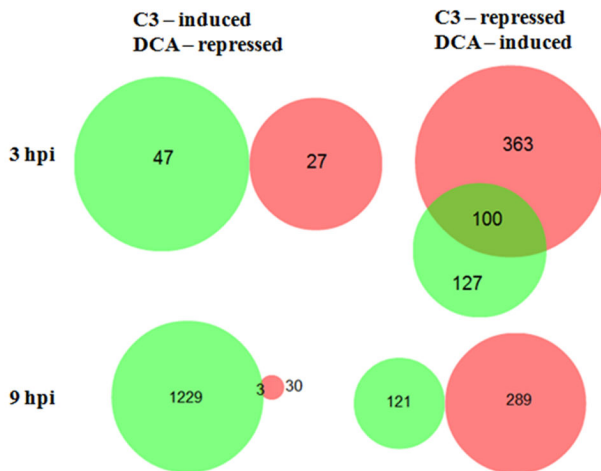 C3 – induced
DCA – repressed
C3 – repressed
DCA – induced
3 hpi
47
27
363
100
127
9 hpi
1229
3
30
121
289